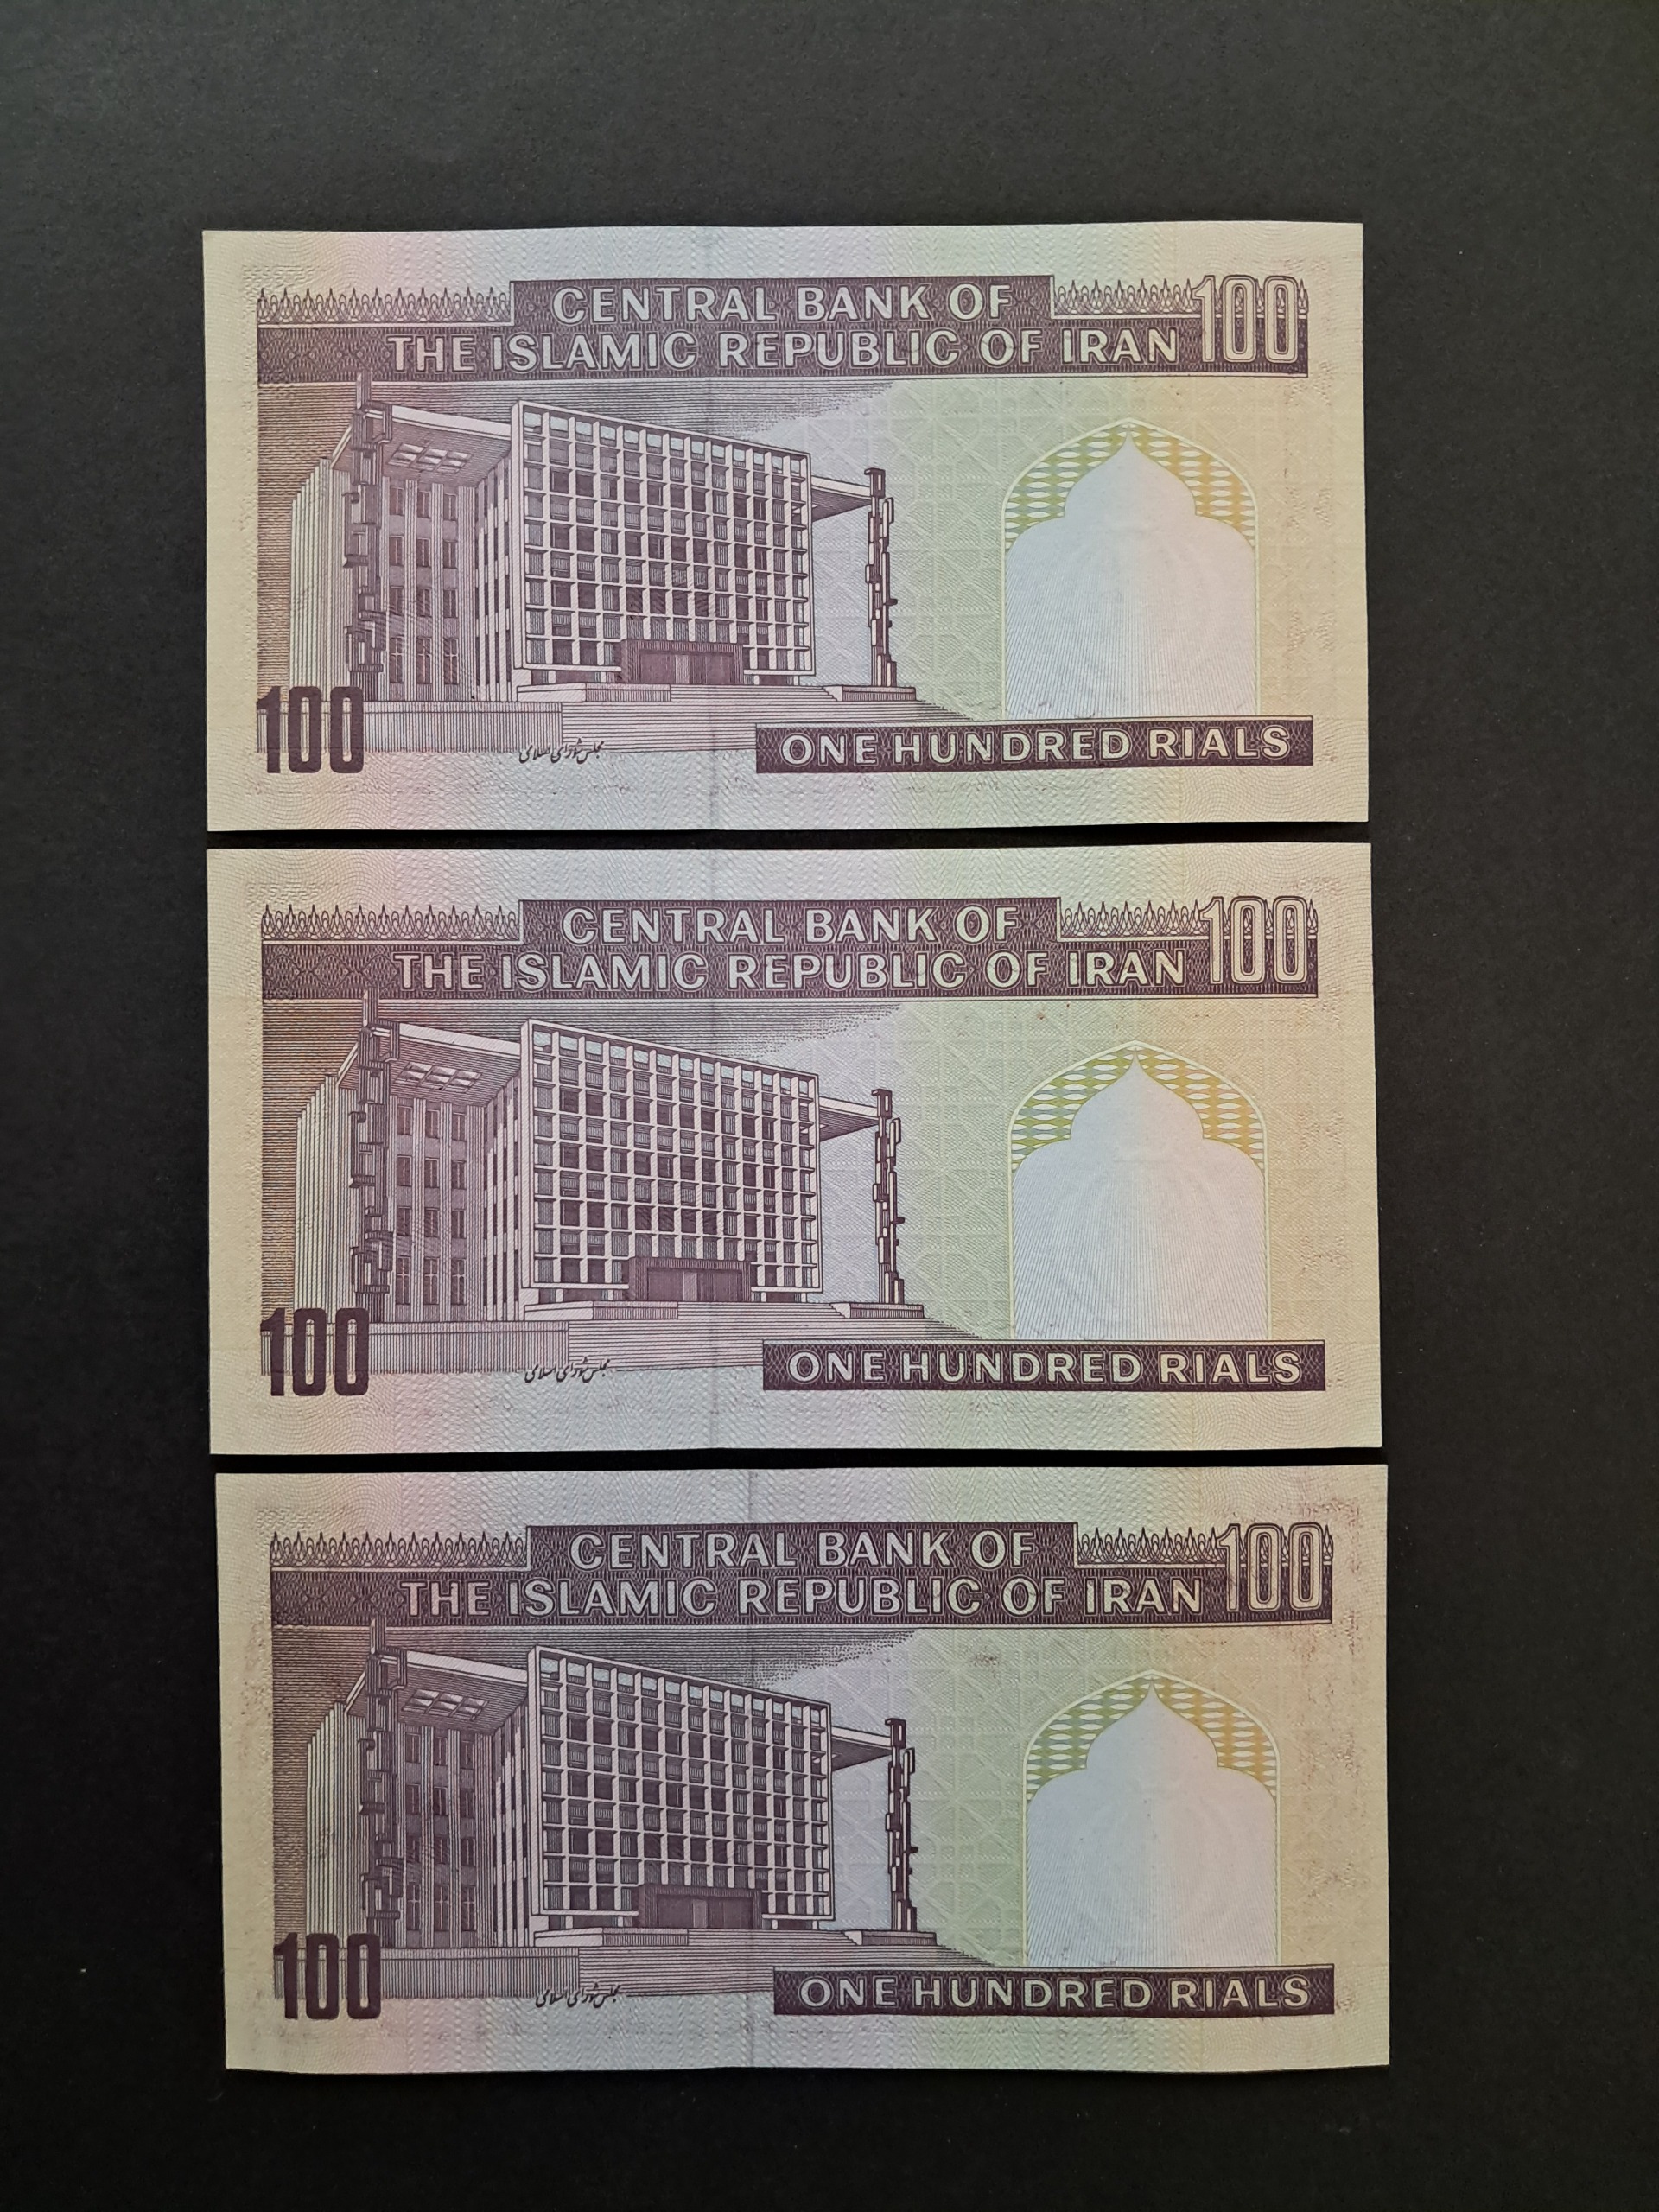 CENTRAL BANK OF
THE ISLAMIC REPUBLIC OF IRAN 100
100
مجلس شورای اسلامی
ONE HUNDRED RIALS
CENTRAL BANK OF
THE ISLAMIC REPUBLIC OF IRAN 100
100
مجلس شورای اسلامی
ONE HUNDRED RIALS
CENTRAL BANK OF
THE ISLAMIC REPUBLIC OF IRAN 100
100
مجلس شورای اسلامی
ONE HUNDRED RIALS